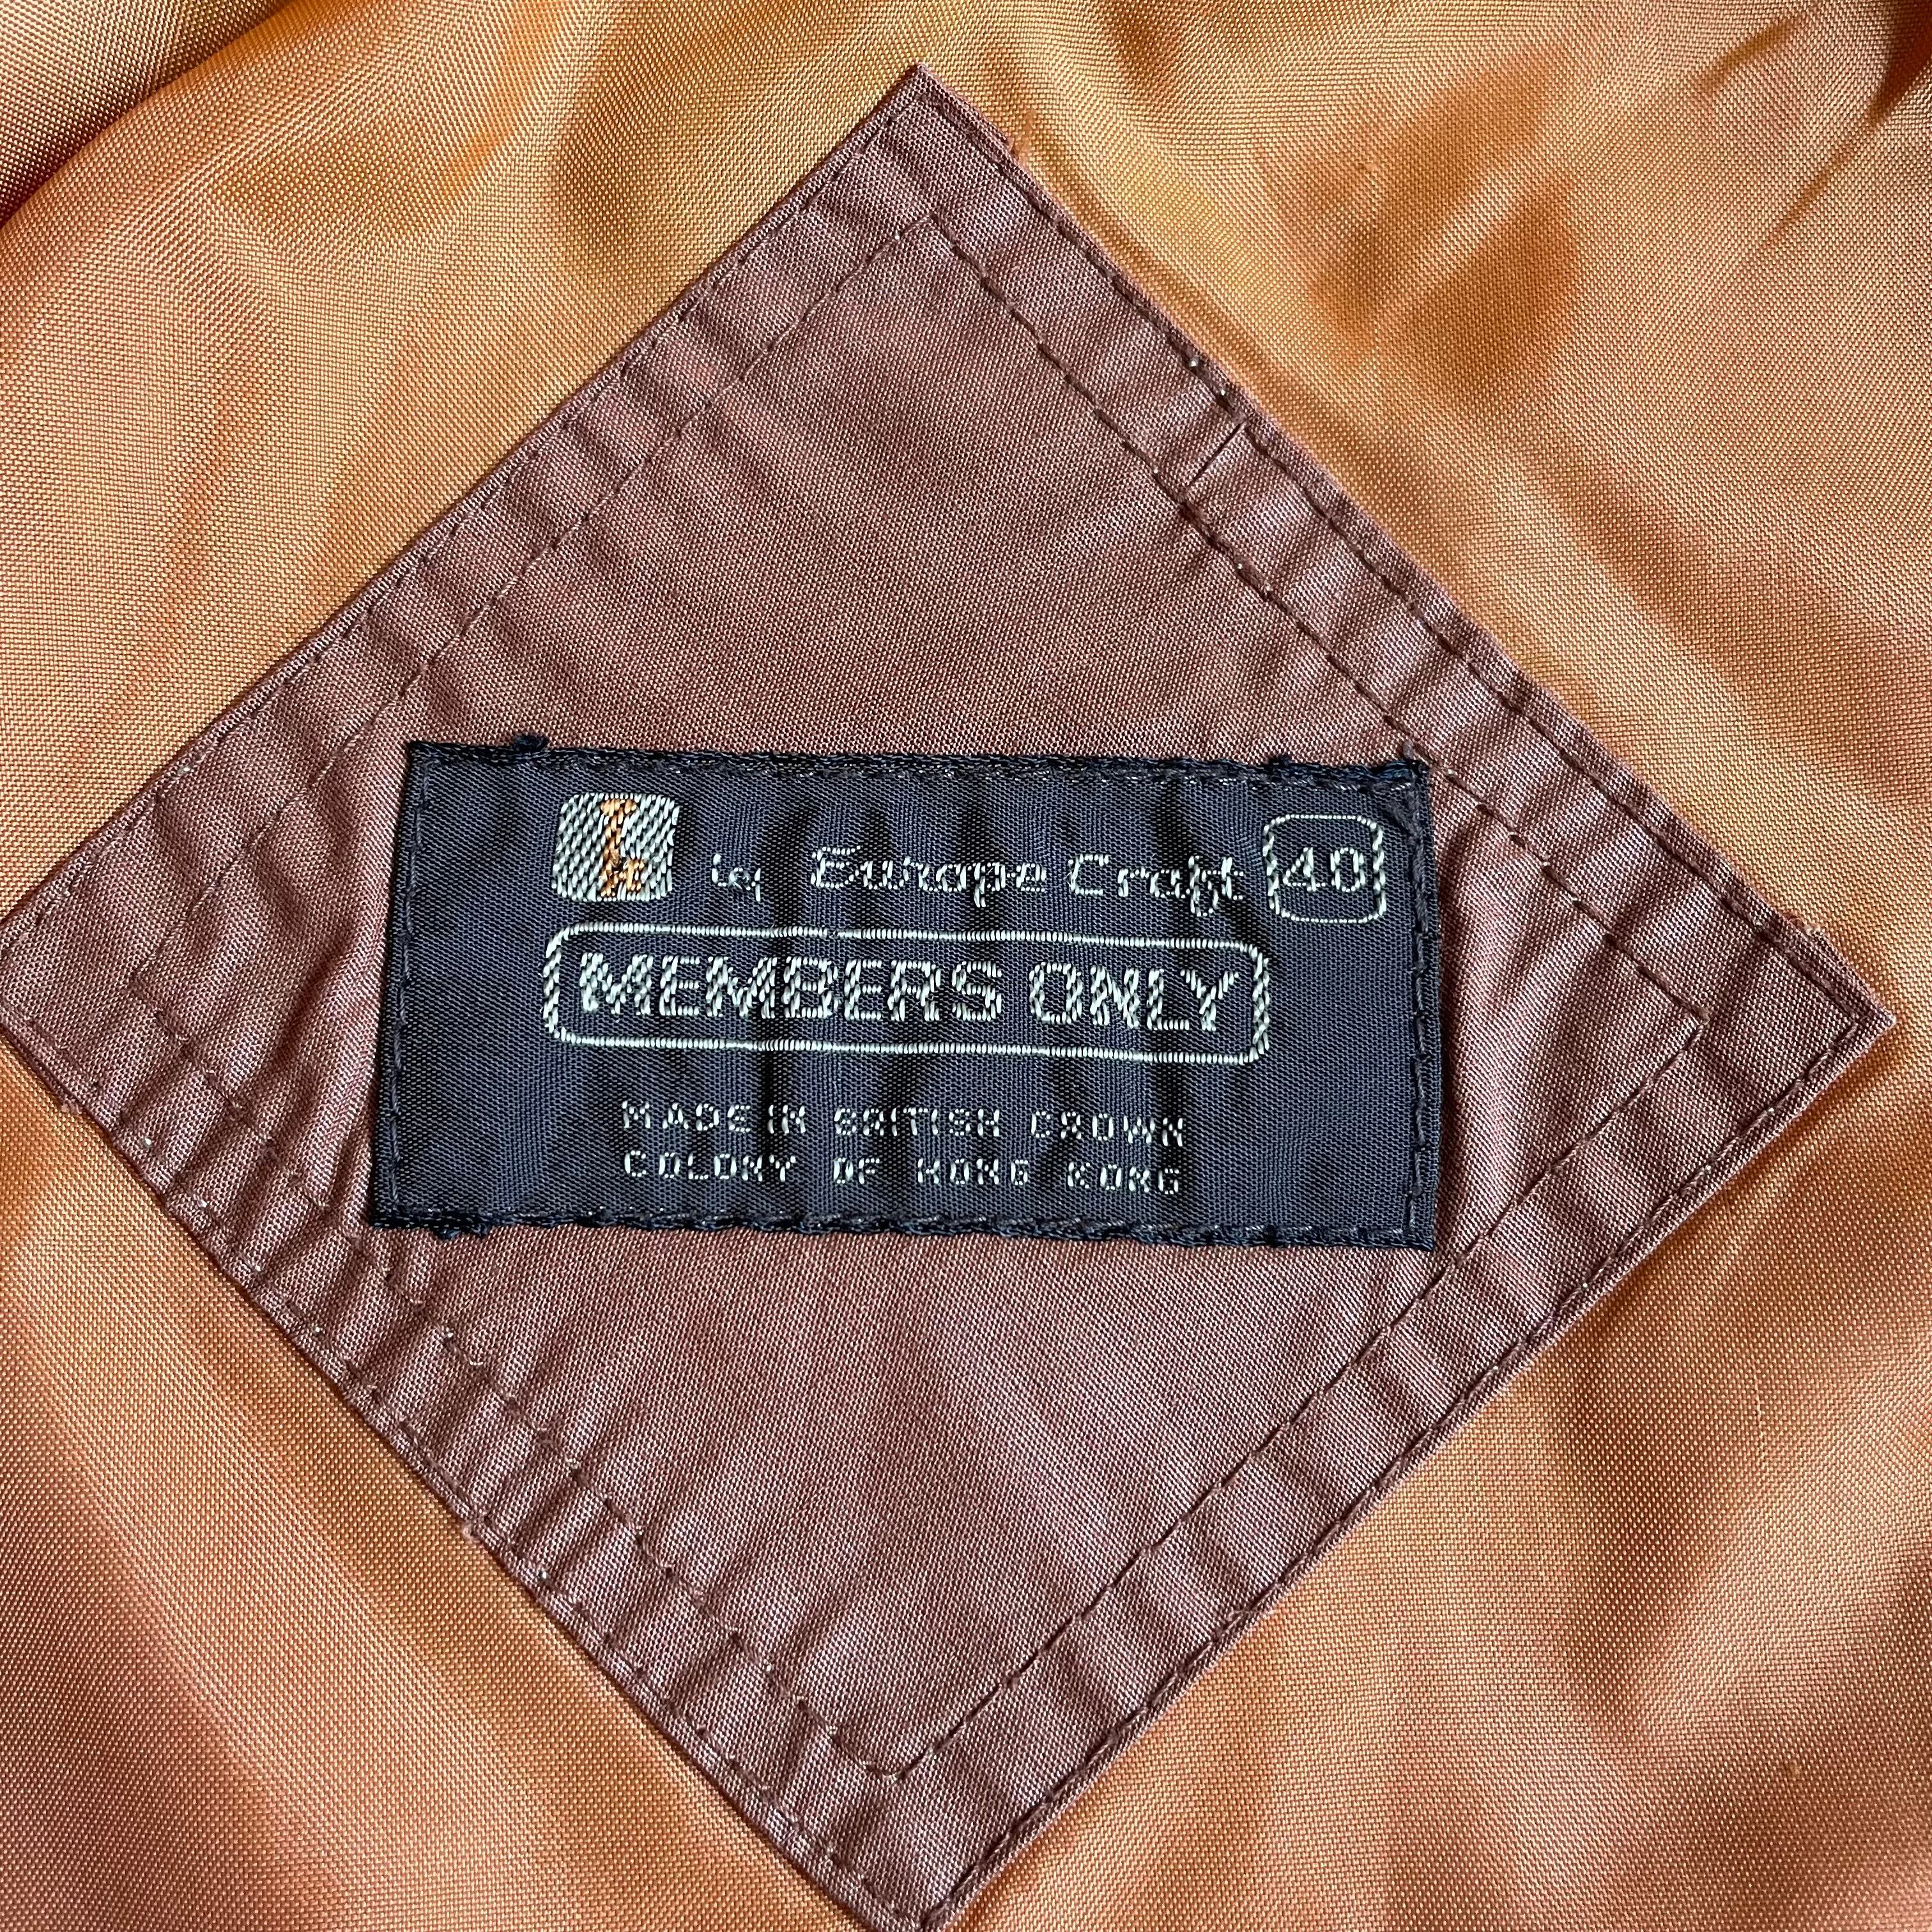 by Europe Craft 40
MEMBERS ONLY
MADE IN BRITISH CROWN
COLONY OF HONG KONG